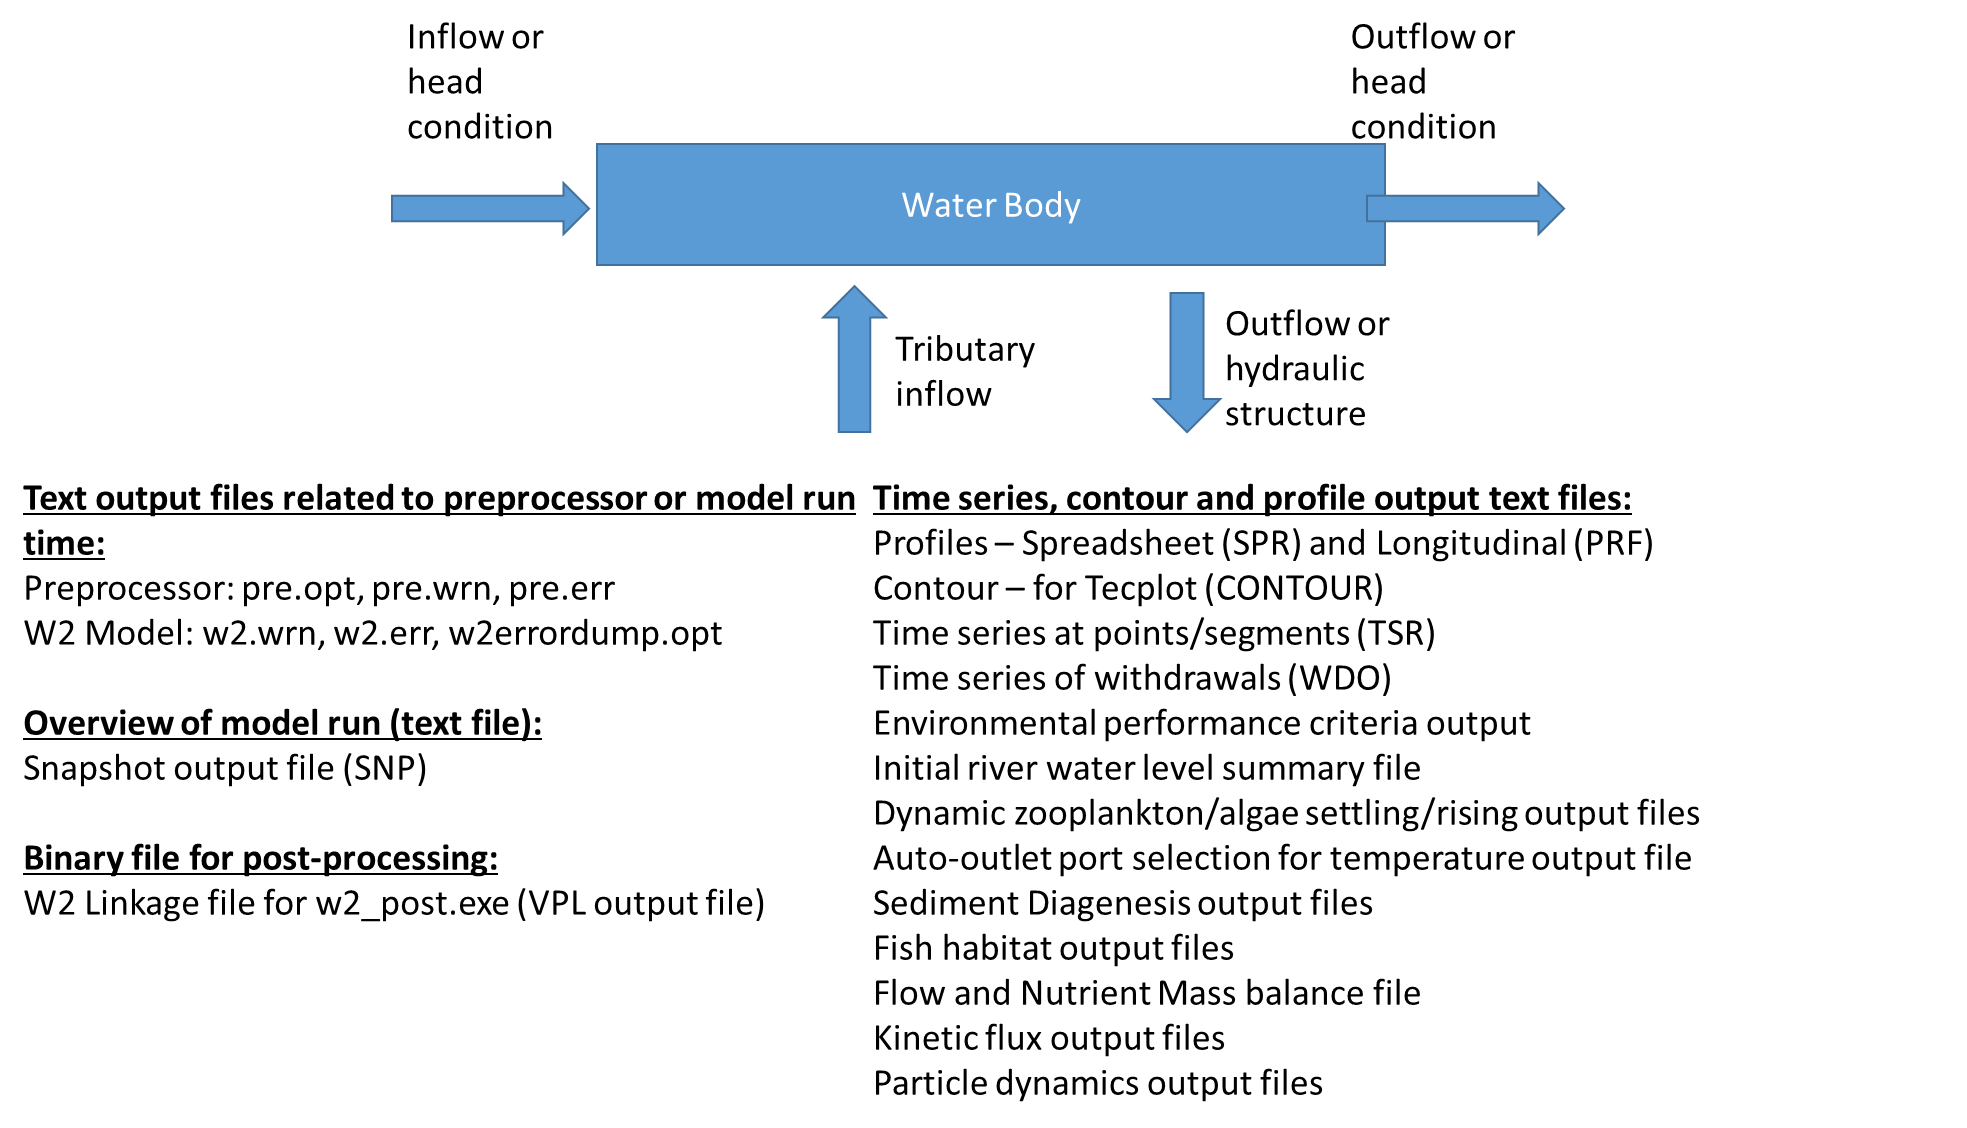 Inflow or
head
condition
Outflow or
head
condition
Water Body
Tributary
inflow
Outflow or
hydraulic
structure
Text output files related to preprocessor or model run
time:
Preprocessor: pre.opt, pre.wrn, pre.err
W2 Model: w2.wrn, w2.err, w2errordump.opt
Overview of model run (text file):
Snapshot output file (SNP)
Binary file for post-processing:
W2 Linkage file for w2_post.exe (VPL output file)
Time series, contour and profile output text files:
Profiles – Spreadsheet (SPR) and Longitudinal (PRF)
Contour – for Tecplot (CONTOUR)
Time series at points/segments (TSR)
Time series of withdrawals (WDO)
Environmental performance criteria output
Initial river water level summary file
Dynamic zooplankton/algae settling/rising output files
Auto-outlet port selection for temperature output file
Sediment Diagenesis output files
Fish habitat output files
Flow and Nutrient Mass balance file
Kinetic flux output files
Particle dynamics output files